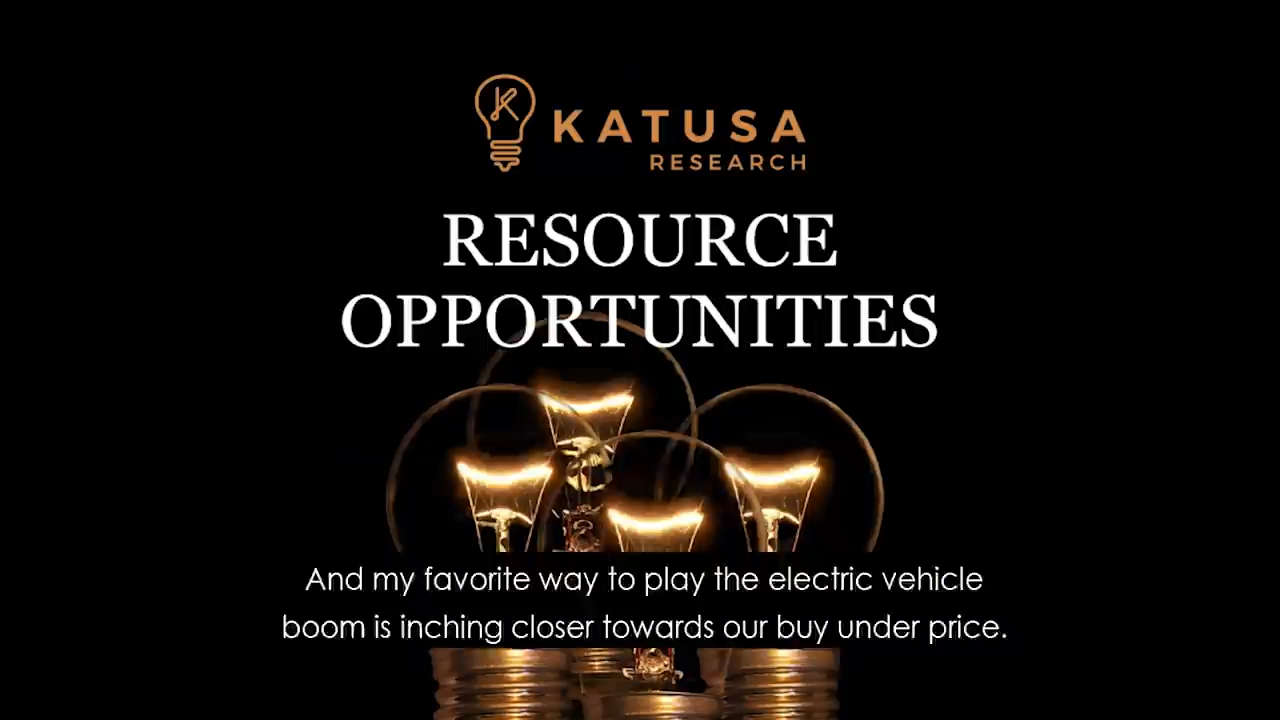 KATUSA
RESEARCH
RESOURCE
OPPORTUNITIES
And my favorite way to play the electric vehicle
boom is inching closer towards our buy under price.